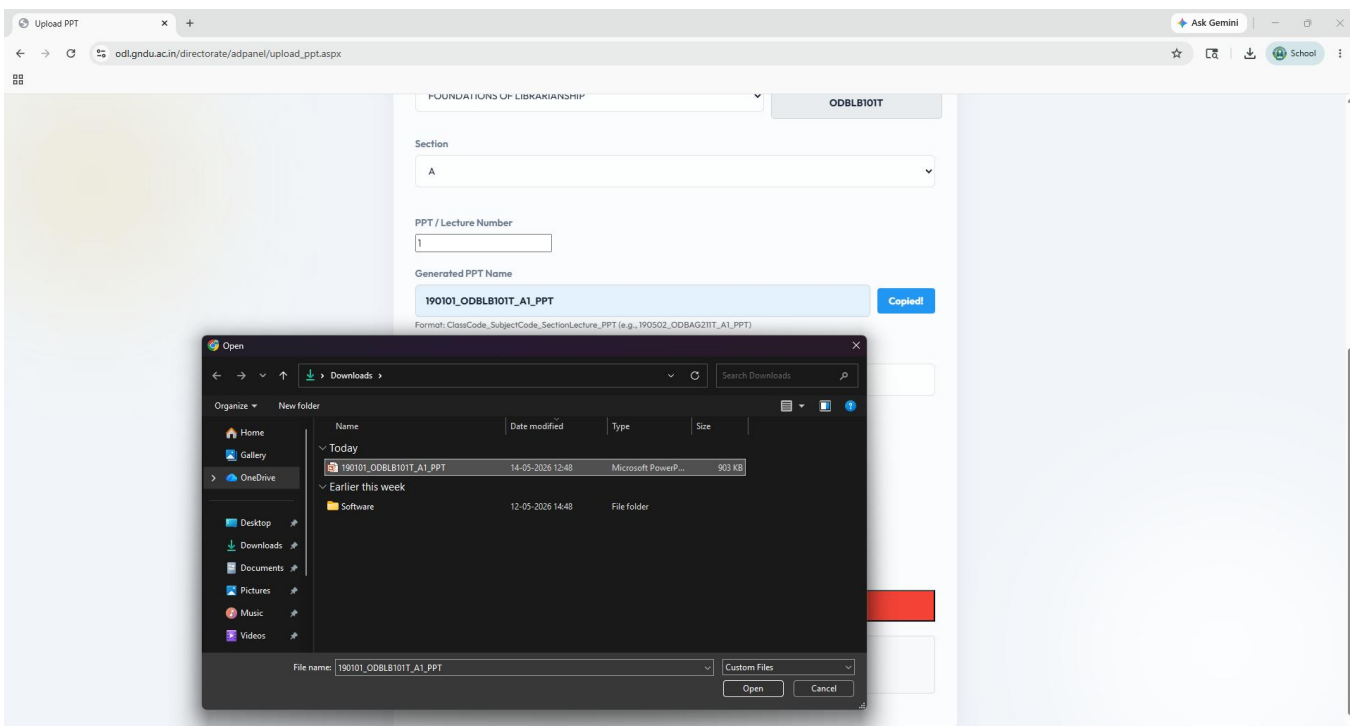 Upload PPT
Ask Gemini
odl.gndu.ac.in/directorate/adpanel/upload_ppt.aspx
School
FOUNDATIONS OF LIBRARIANSHIP
ODBLB101T
Section
A
PPT / Lecture Number
1
Generated PPT Name
190101_ODBLB101T_A1_PPT
Copied!
Format: ClassCode_SubjectCode_SectionLecture_PPT (e.g., 190502_ODBAG211T_A1_PPT)
Open
Downloads
Search Downloads
Organize
New folder
Name
Date modified
Type
Size
Home
Gallery
OneDrive
Desktop
Downloads
Documents
Pictures
Music
Videos
Today
190101_ODBLB101T_A1_PPT 14-05-2026 12:48 Microsoft PowerP... 903 KB
Earlier this week
Software 12-05-2026 14:48 File folder
File name: 190101_ODBLB101T_A1_PPT
Custom Files
Open
Cancel